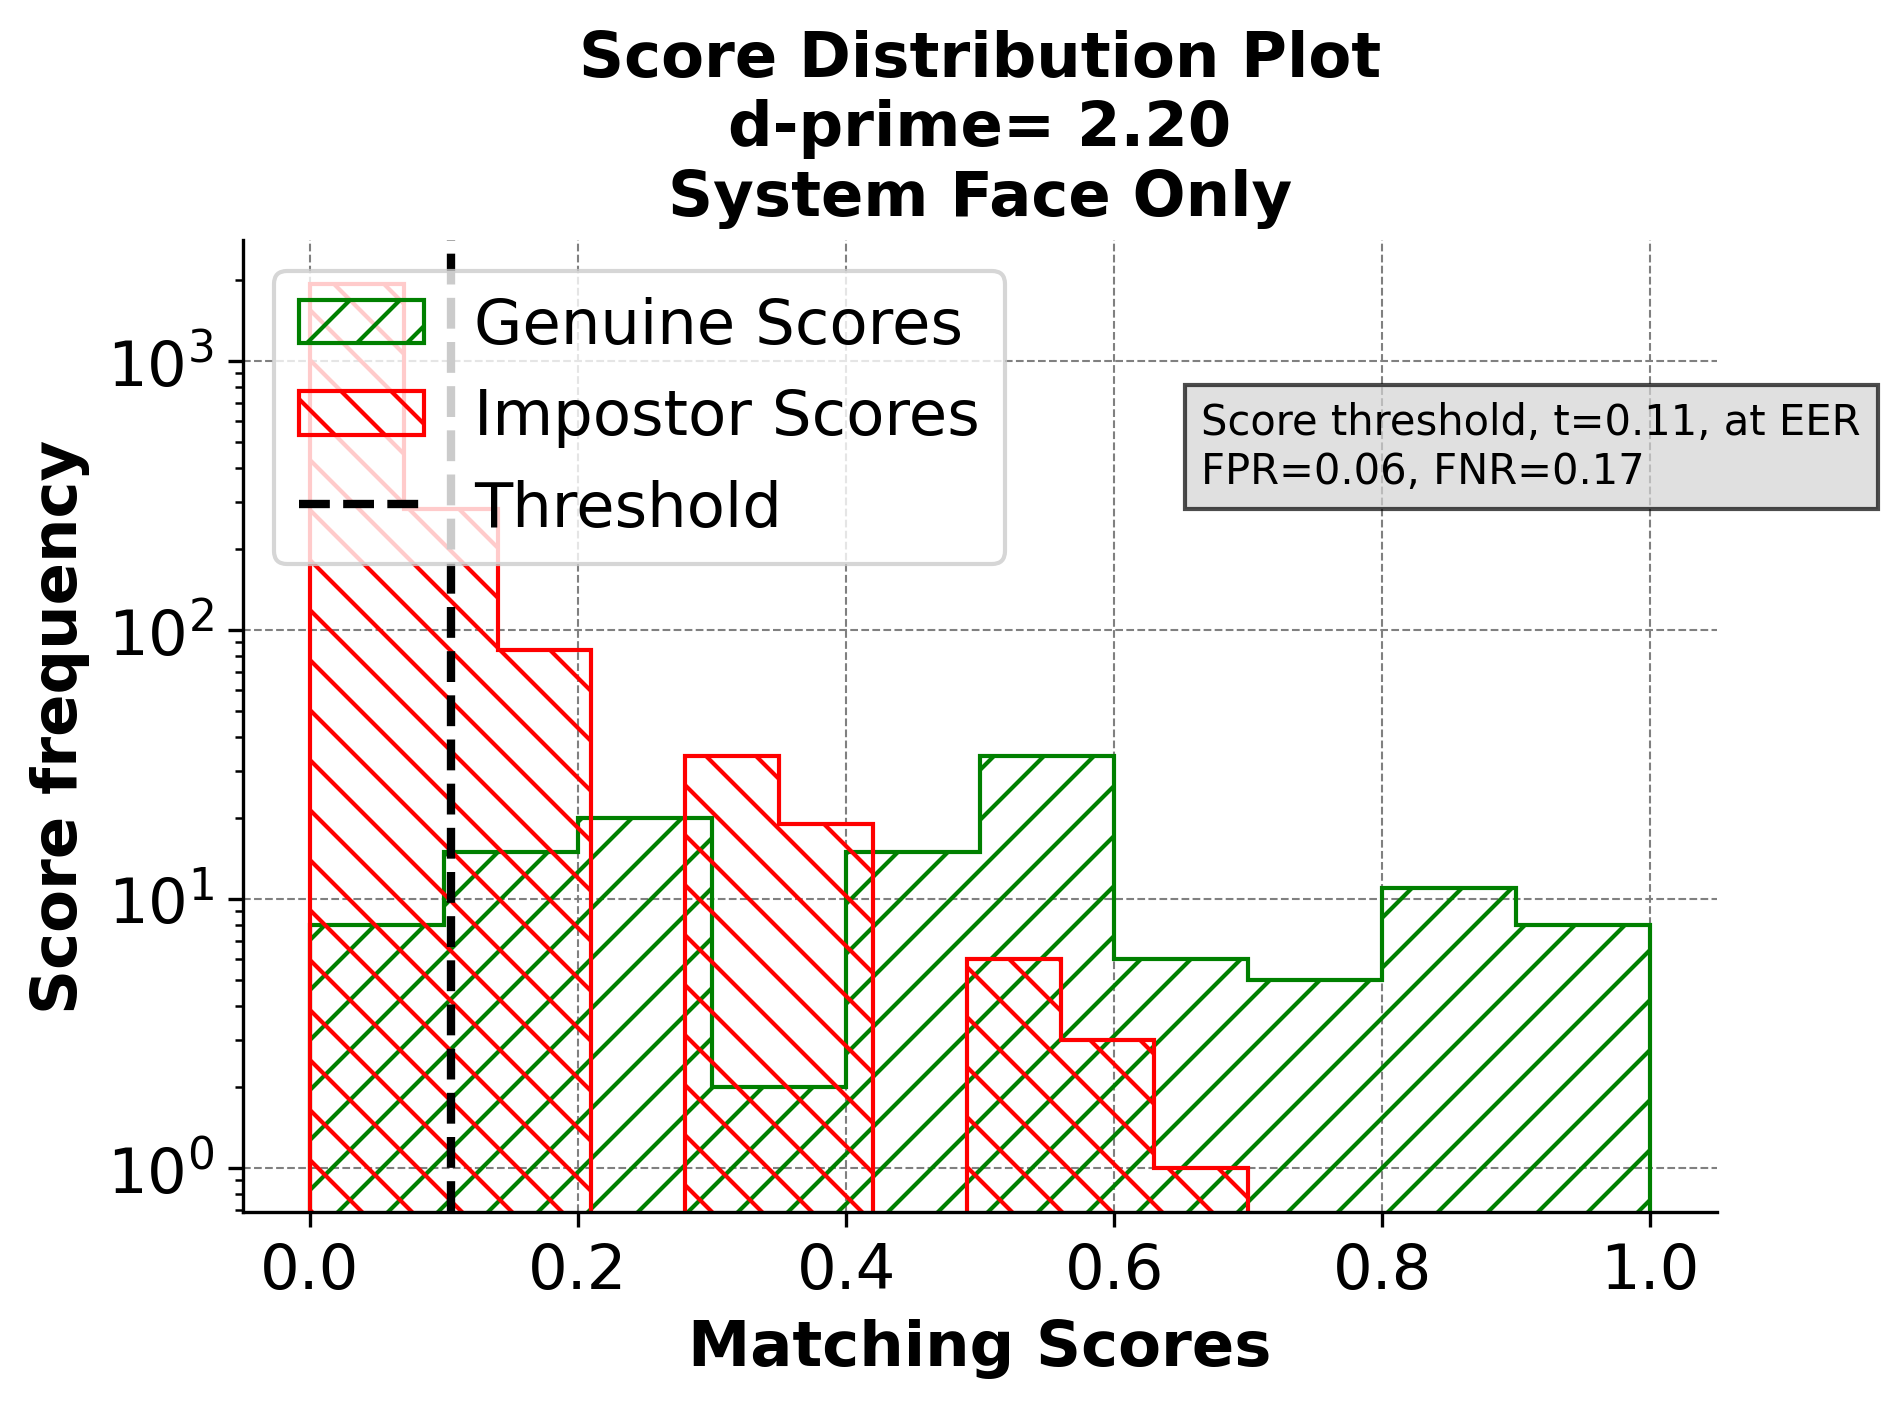 Score Distribution Plot
d-prime= 2.20
System Face Only
Genuine Scores
Impostor Scores
Threshold
Score threshold, t=0.11, at EER
FPR=0.06, FNR=0.17
Score frequency
10³
10²
10¹
10⁰
0.0 0.2 0.4 0.6 0.8 1.0
Matching Scores